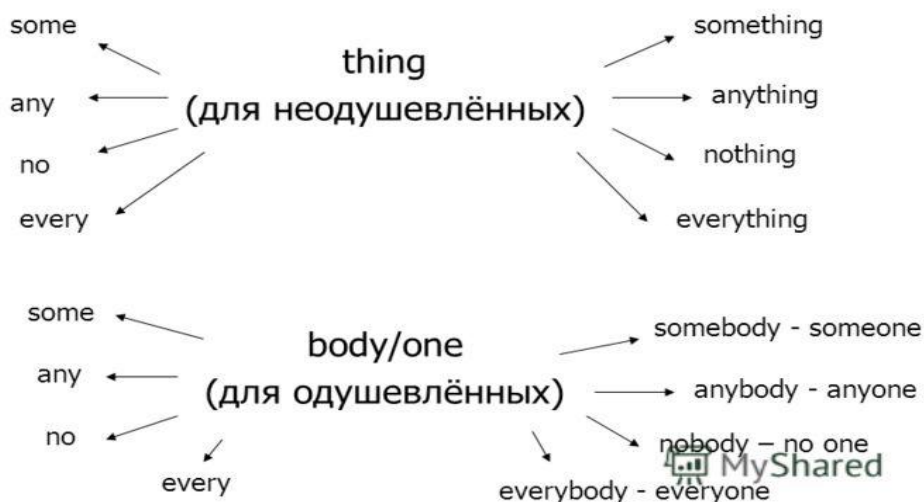 some
something
thing
any
(для неодушевлённых)
anything
no
nothing
every
everything
some
somebody - someone
body/one
any
(для одушевлённых)
anybody - anyone
no
nobody – no one
MyShared
every
everybody - everyone